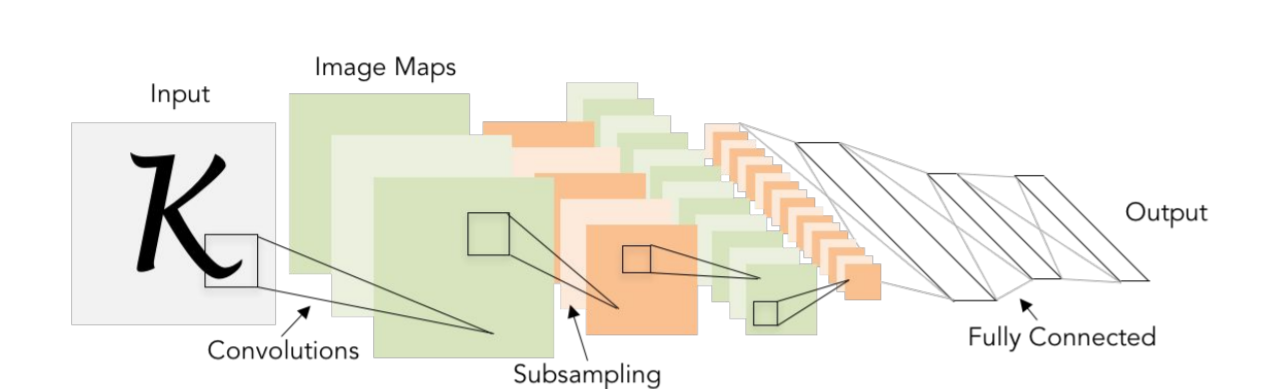 Input
K
Image Maps
Convolutions
Subsampling
Fully Connected
Output